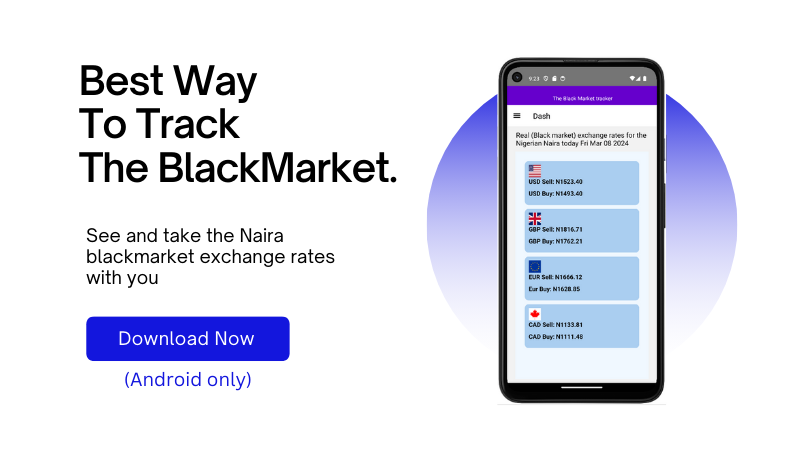 Best Way
To Track
The BlackMarket.
See and take the Naira
blackmarket exchange rates
with you
Download Now
(Android only)
9:23
The Black Market tracker
Dash
Real (Black market) exchange rates for the
Nigerian Naira today Fri Mar 08 2024
USD Sell: N1523.40
USD Buy: N1493.40
GBP Sell: N1816.71
GBP Buy: N1762.21
EUR Sell: N1666.12
Eur Buy: N1628.05
CAD Sell: N1133.81
CAD Buy: N1111.48